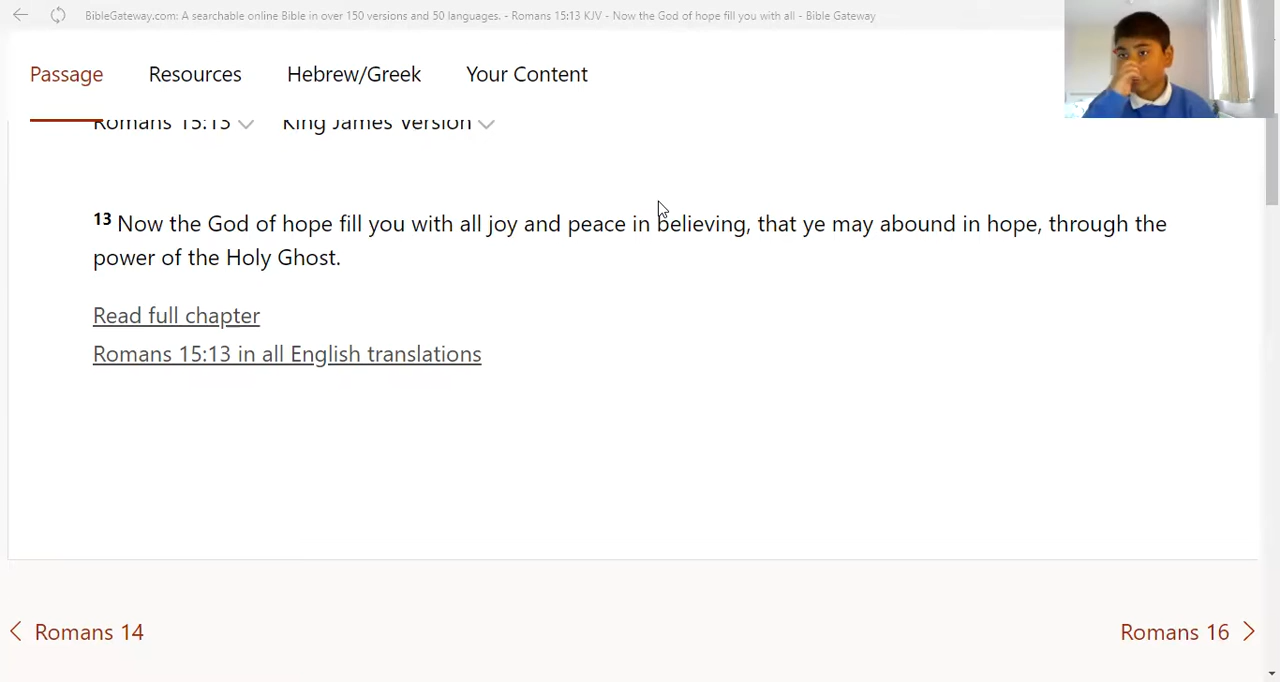 BibleGateway.com: A searchable online Bible in over 150 versions and 50 languages. - Romans 15:13 KJV - Now the God of hope fill you with all - Bible Gateway
Passage Resources Hebrew/Greek Your Content
Romans 15:13 King James Version
13 Now the God of hope fill you with all joy and peace in believing, that ye may abound in hope, through the
power of the Holy Ghost.
Read full chapter
Romans 15:13 in all English translations
Romans 14 Romans 16